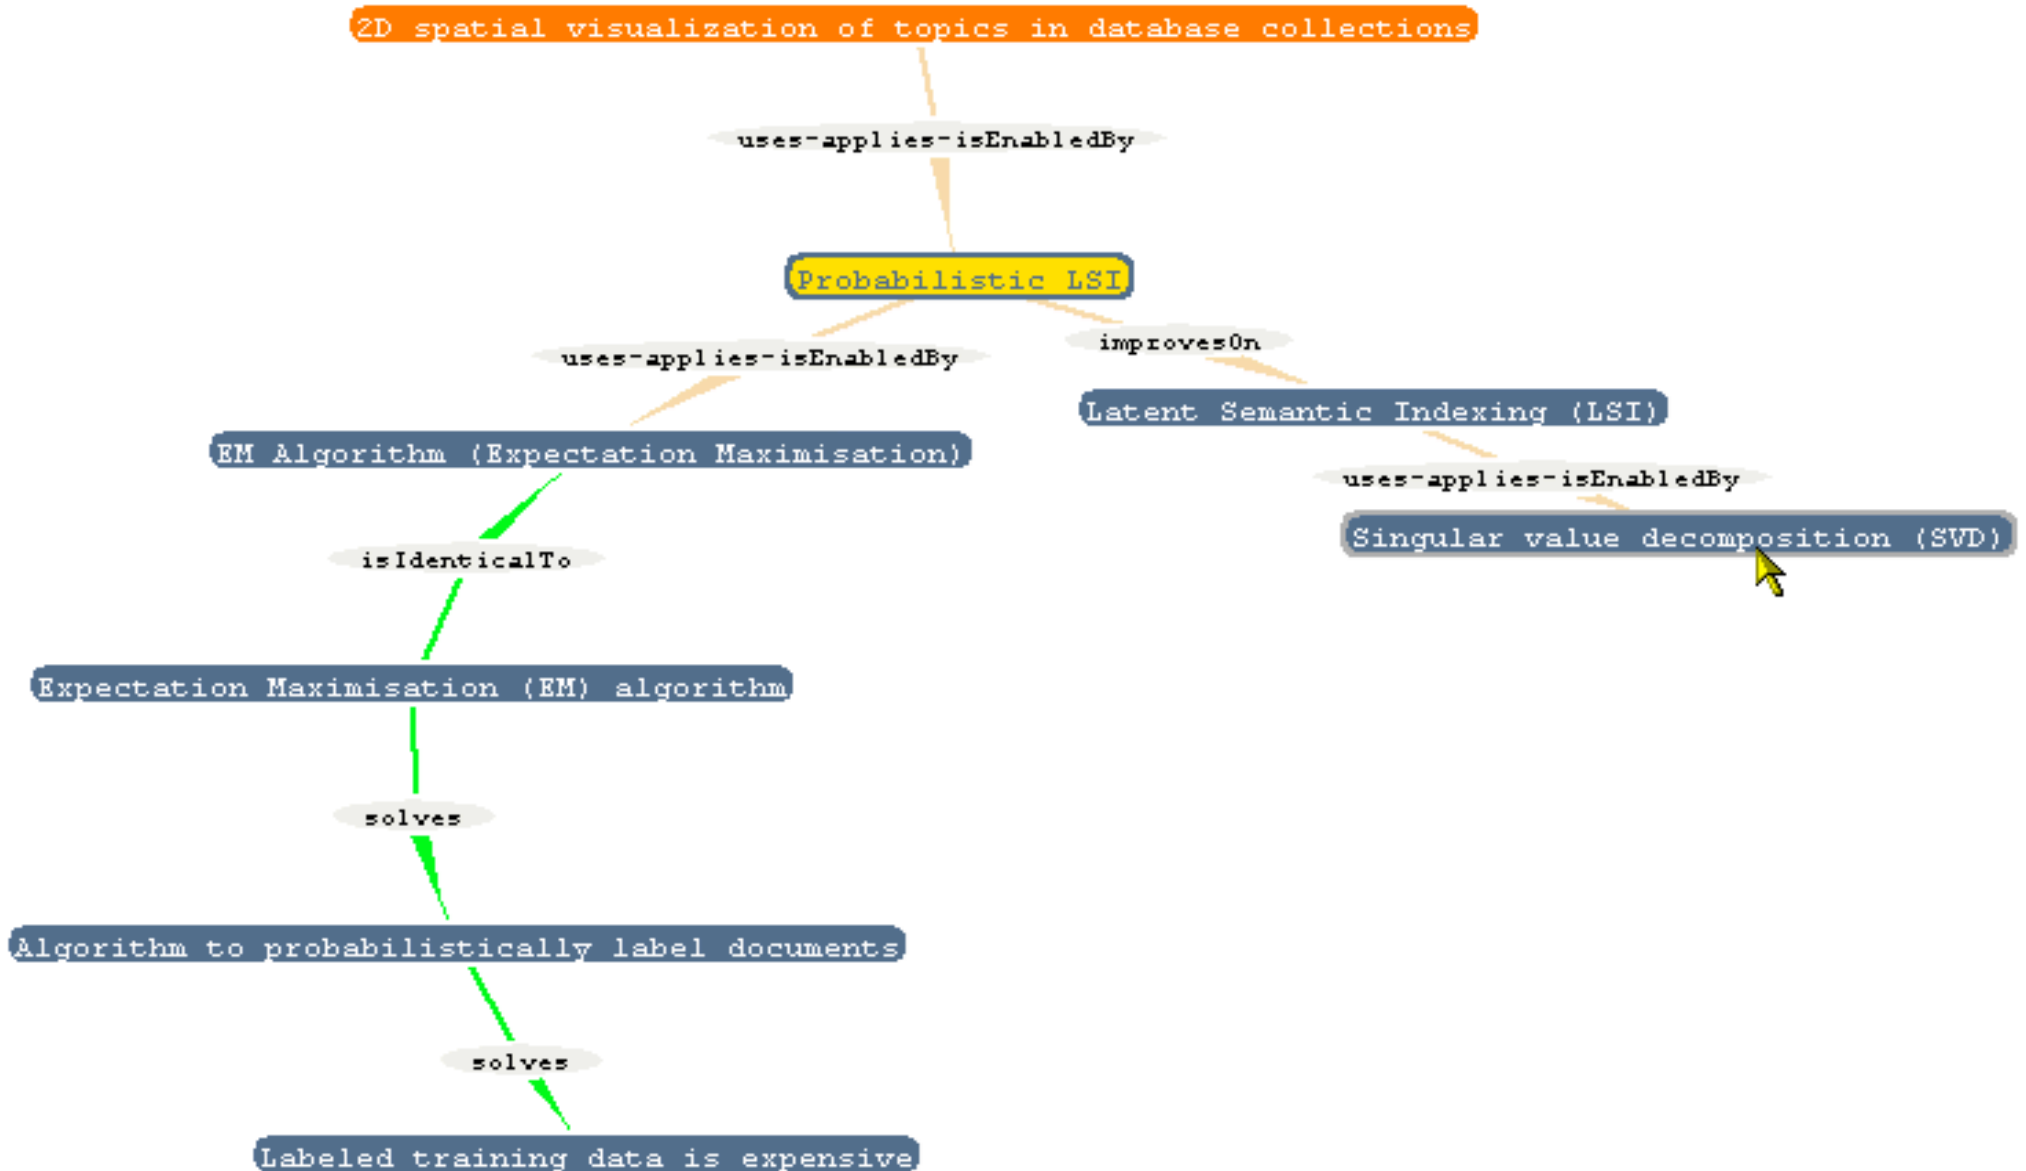 2D spatial visualization of topics in database collections
uses-applies-isEnabledBy
Probabilistic LSI
uses-applies-isEnabledBy
improvesOn
Latent Semantic Indexing (LSI)
EM Algorithm (Expectation Maximisation)
uses-applies-isEnabledBy
Singular value decomposition (SVD)
isIdenticalTo
Expectation Maximisation (EM) algorithm
solves
Algorithm to probabilistically label documents
solves
Labeled training data is expensive